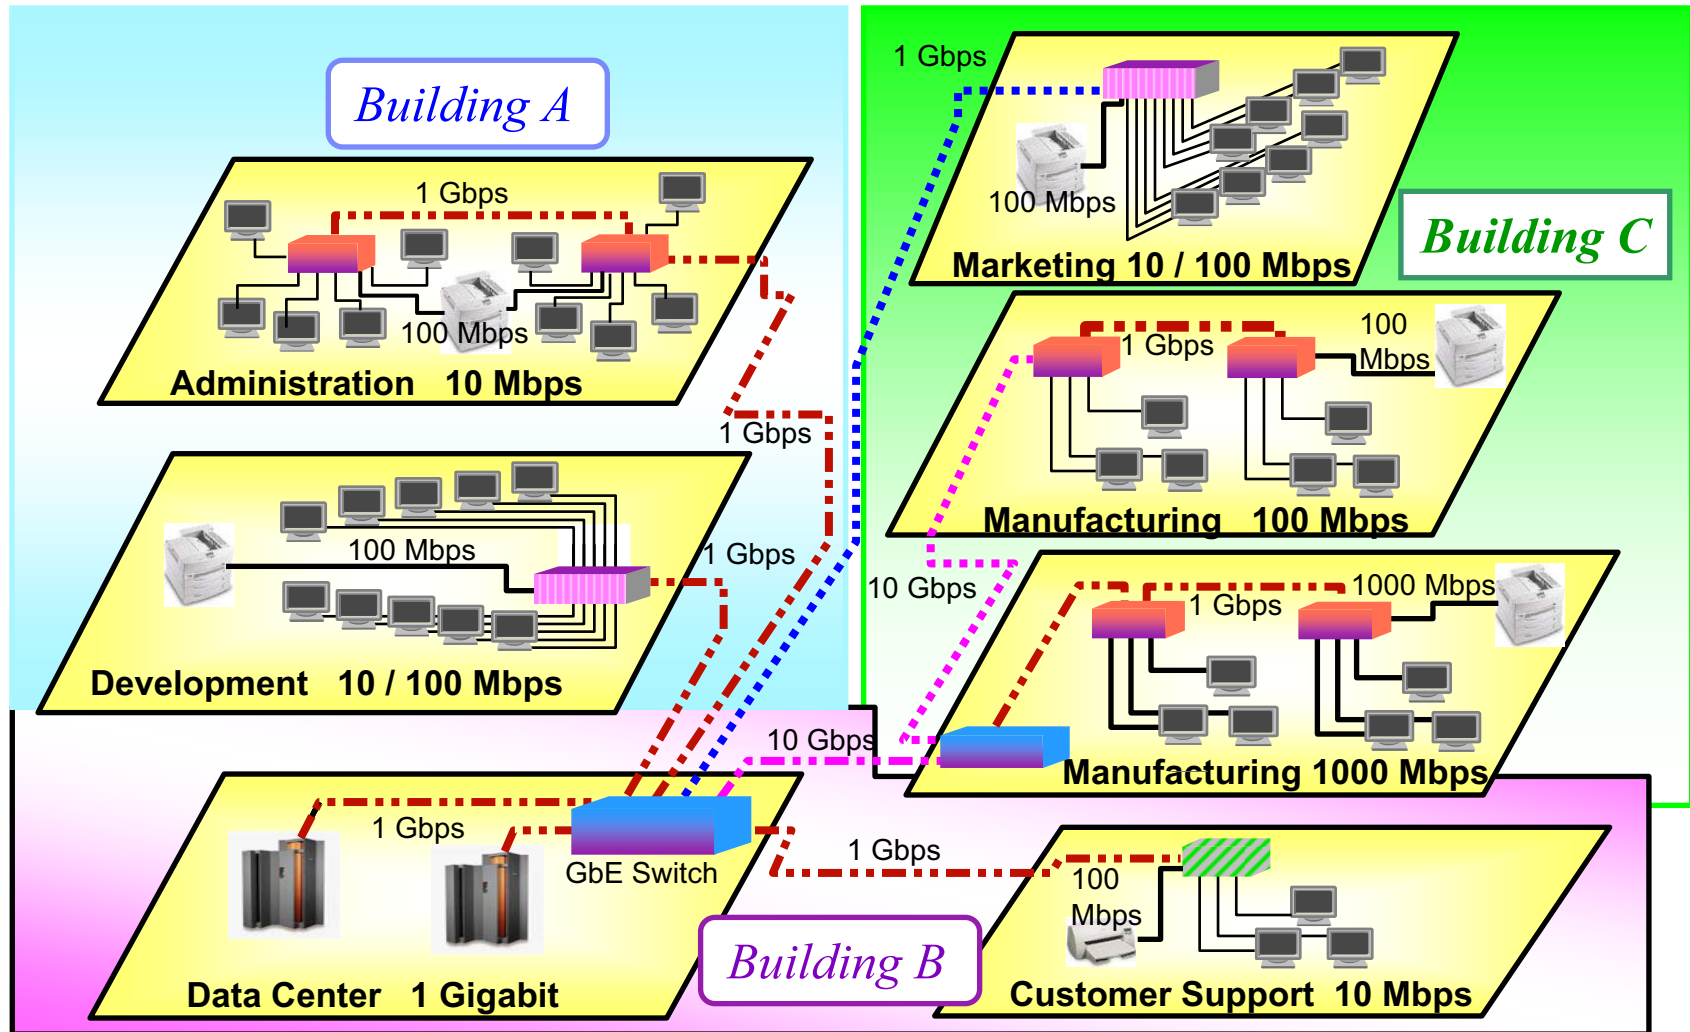 Building A
1 Gbps
100 Mbps
Administration 10 Mbps
1 Gbps
100 Mbps
1 Gbps
Development 10 / 100 Mbps
1 Gbps
100 Mbps
Marketing 10 / 100 Mbps
Building C
1 Gbps
100
Mbps
Manufacturing 100 Mbps
10 Gbps
1 Gbps
1000 Mbps
Manufacturing 1000 Mbps
10 Gbps
1 Gbps
GbE Switch
Data Center 1 Gigabit
Building B
1 Gbps
100
Mbps
Customer Support 10 Mbps